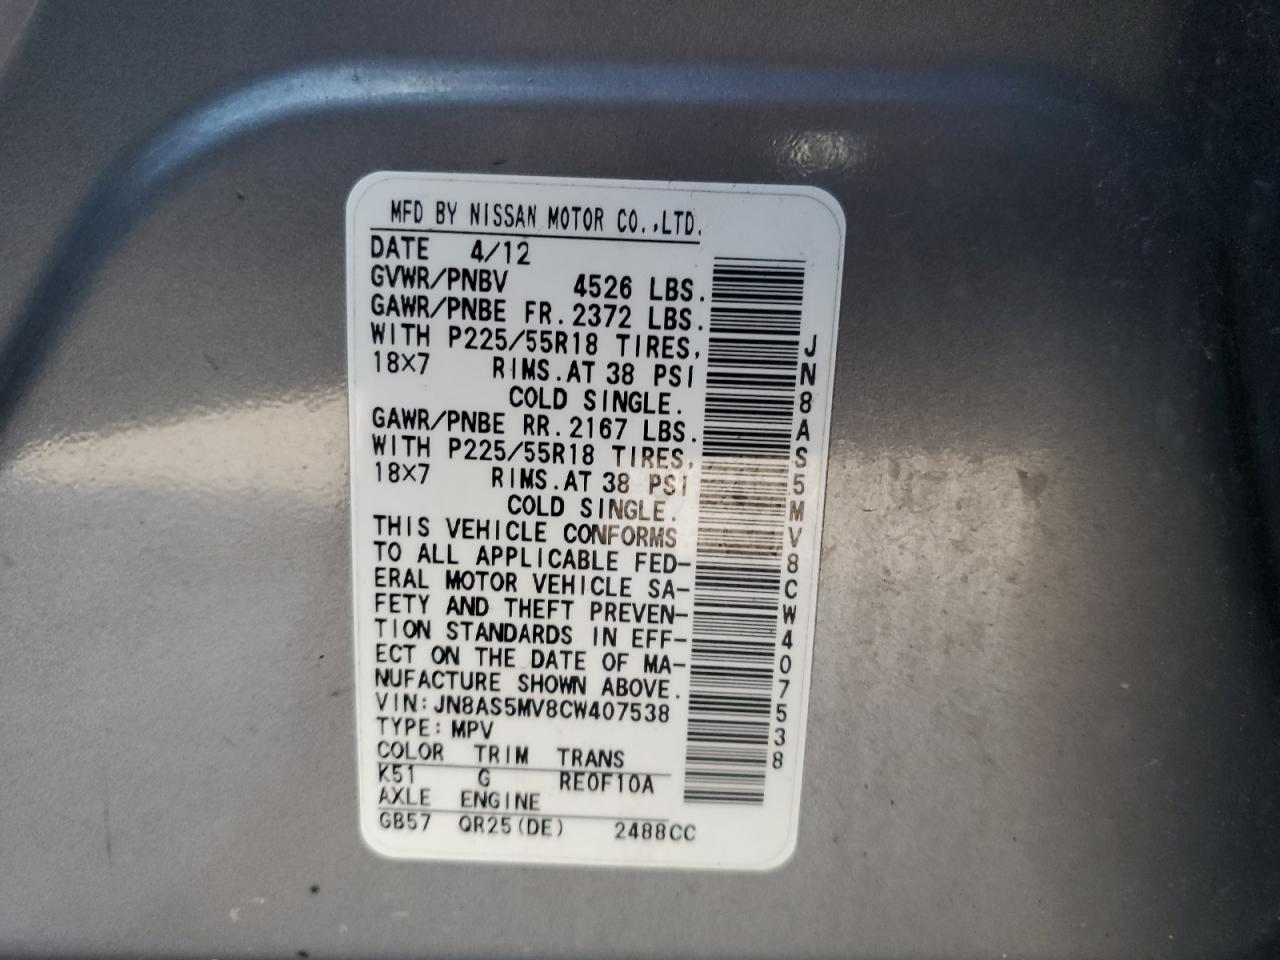 MFD BY NISSAN MOTOR CO.,LTD.
DATE 4/12
GVWR/PNBV 4526 LBS.
GAWR/PNBE FR.2372 LBS.
WITH P225/55R18 TIRES,
18X7 RIMS.AT 38 PSI
COLD SINGLE.
GAWR/PNBE RR.2167 LBS.
WITH P225/55R18 TIRES,
18X7 RIMS.AT 38 PSI
COLD SINGLE.
THIS VEHICLE CONFORMS
TO ALL APPLICABLE FED-
ERAL MOTOR VEHICLE SA-
FETY AND THEFT PREVEN-
TION STANDARDS IN EFF-
ECT ON THE DATE OF MA-
NUFACTURE SHOWN ABOVE.
VIN:JN8AS5MV8CW407538
TYPE:MPV
COLOR TRIM TRANS
K51 G RE0F10A
AXLE ENGINE
GB57 QR25(DE) 2488CC
JN8AS5MV8CW407538